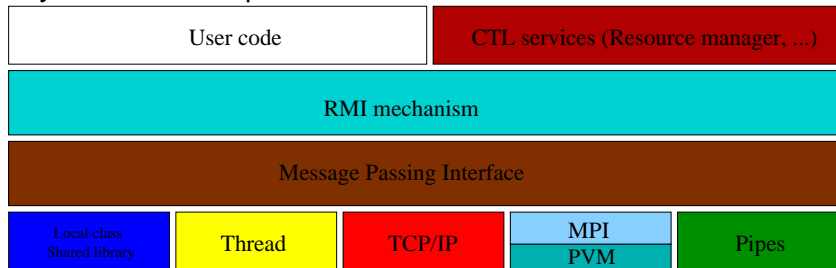 User code
CTL services (Resource manager, ...)
RMI mechanism
Message Passing Interface
Local class
Shared library
Thread
TCP/IP
MPI
PVM
Pipes